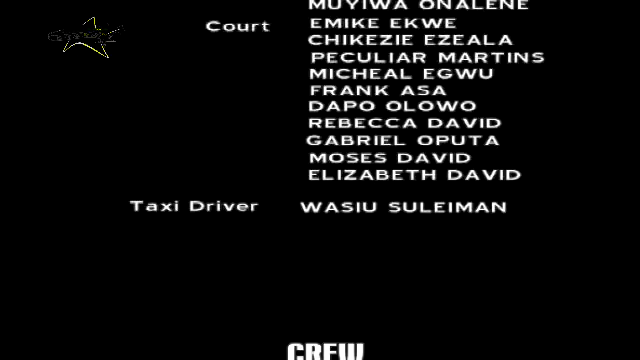 MUYIWA ONALENE
Court EMIKE EKWE
CHIKEZIE EZEALA
PECULIAR MARTINS
MICHEAL EGWU
FRANK ASA
DAPO OLOWO
REBECCA DAVID
GABRIEL OPUTA
MOSES DAVID
ELIZABETH DAVID
Taxi Driver WASIU SULEIMAN
CREW